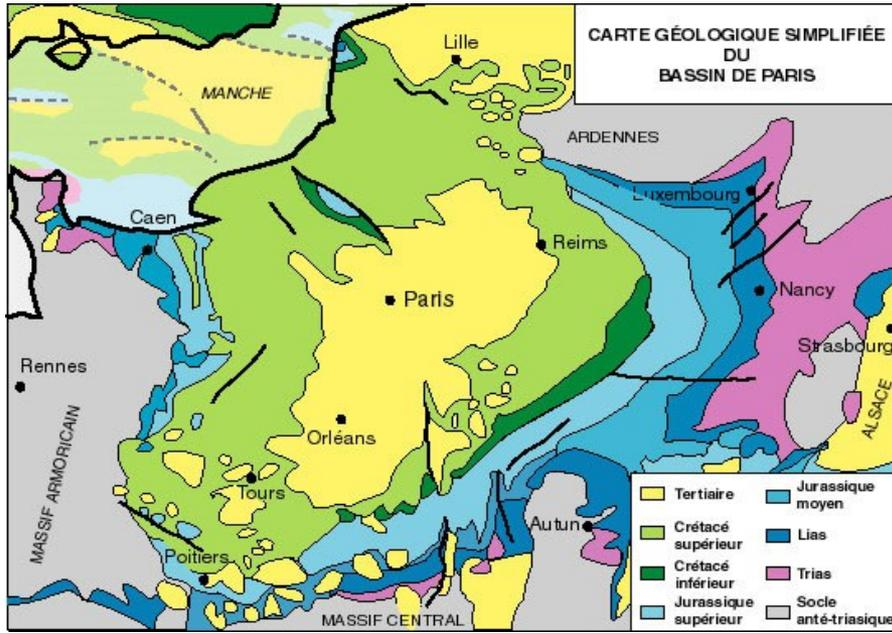 CARTE GÉOLOGIQUE SIMPLIFIÉE
DU
BASSIN DE PARIS
Lille
MANCHE
ARDENNES
Luxembourg
Caen
Reims
Paris
Nancy
Strasbourg
Rennes
ALSACE
Orléans
MASSIF ARMORICAIN
Tours
Autun
Poitiers
MASSIF CENTRAL
Tertiaire
Crétacé
supérieur
Crétacé
inférieur
Jurassique
supérieur
Jurassique
moyen
Lias
Trias
Socle
anté-triasique